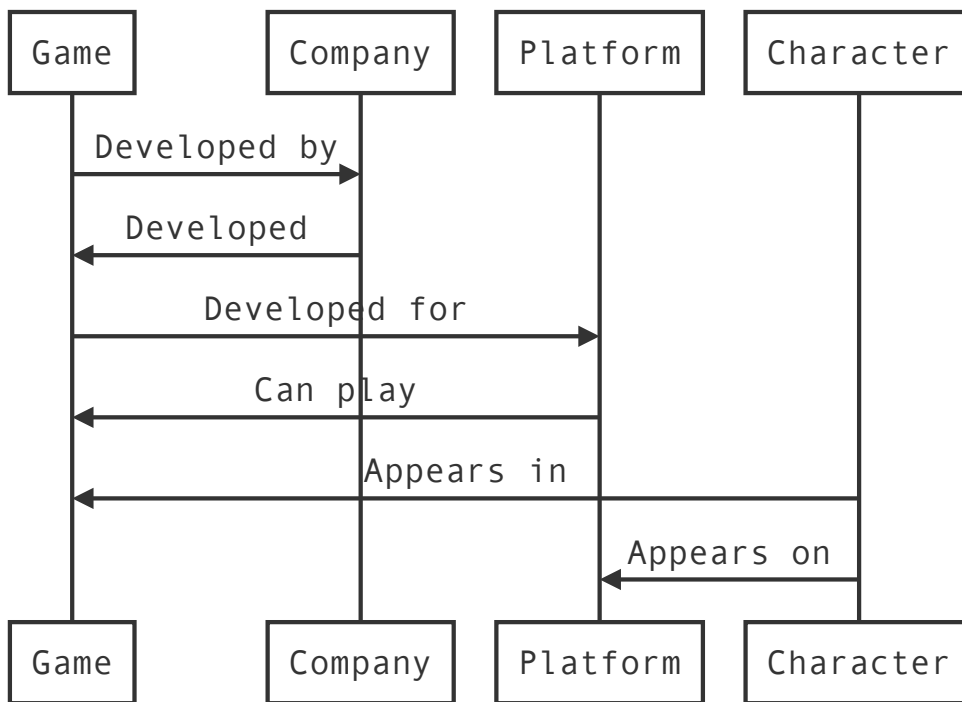 Game Company Platform Character
Developed by
Developed
Developed for
Can play
Appears in
Appears on
Game Company Platform Character